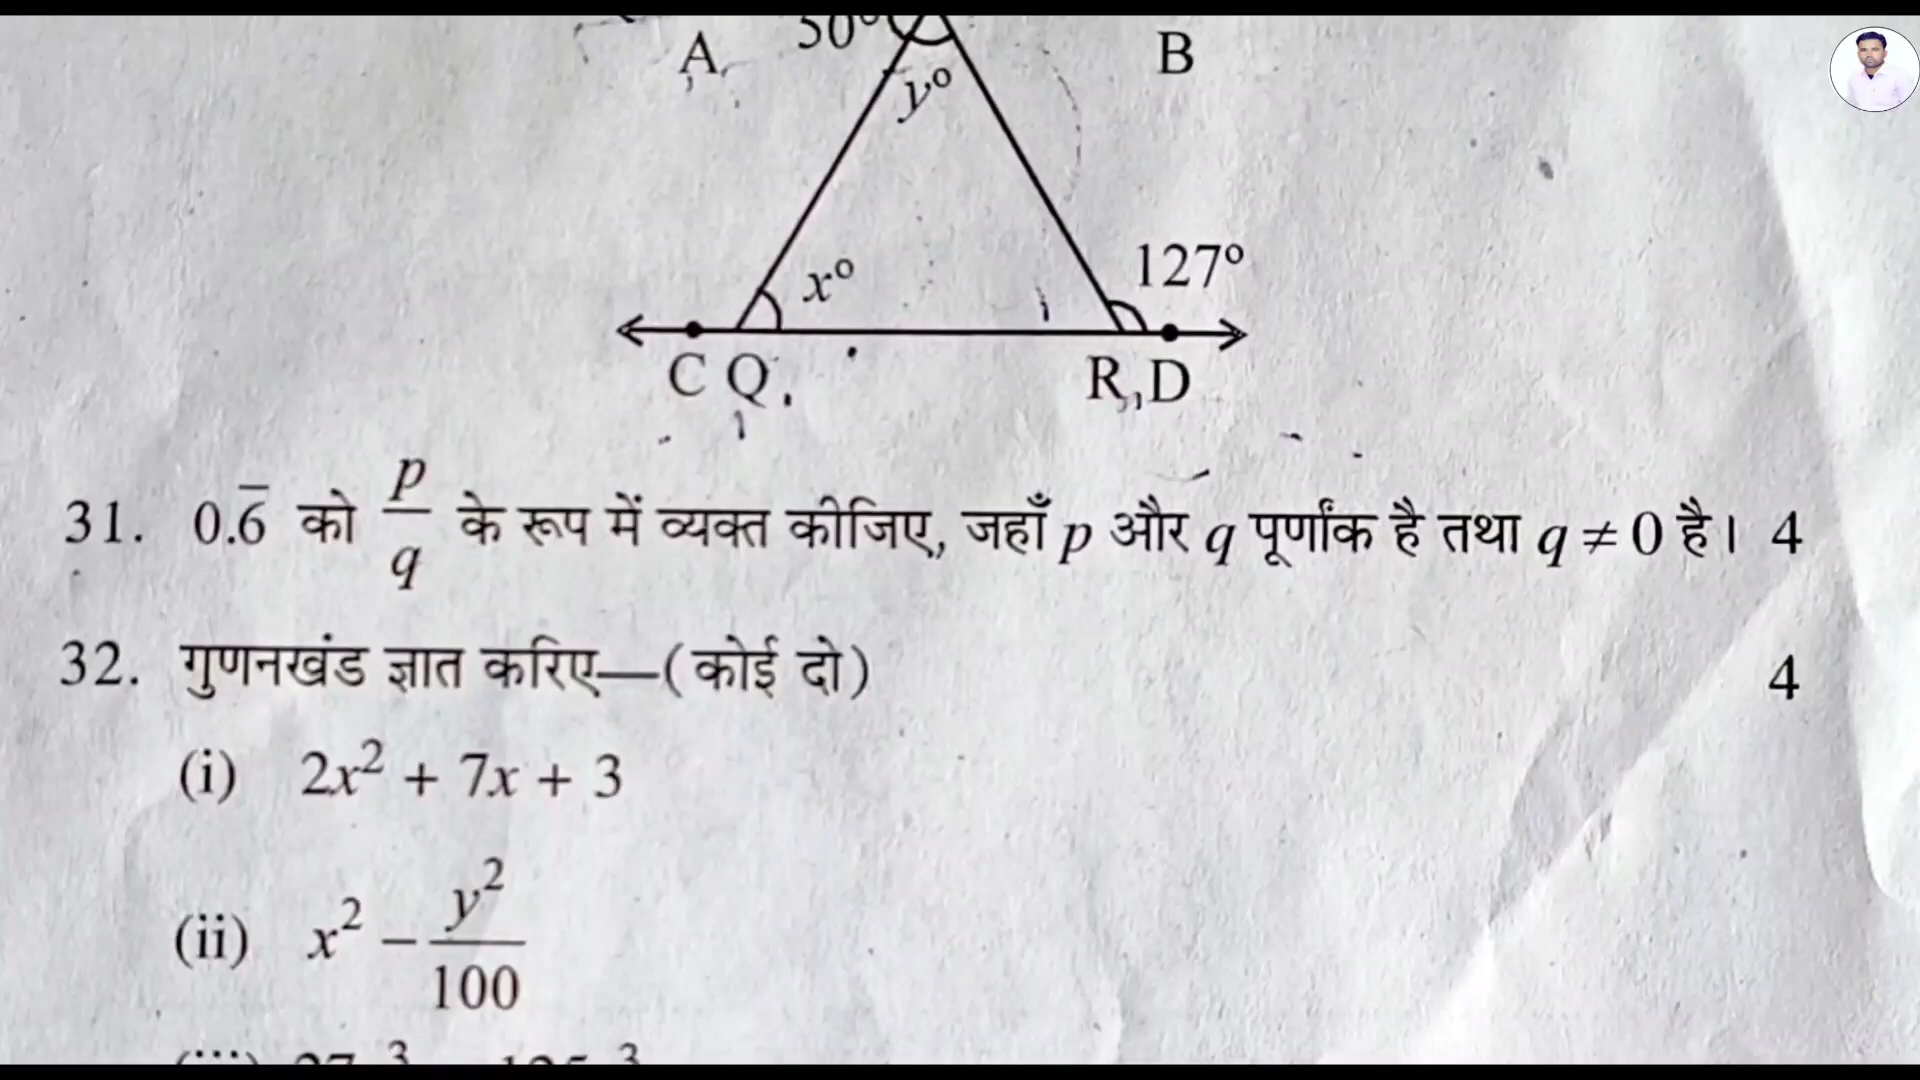 50°
A
B
y°
x°
127°
C Q
R D
31. 0.6̅ को p/q के रूप में व्यक्त कीजिए, जहाँ p और q पूर्णांक है तथा q ≠ 0 है। 4
32. गुणनखंड ज्ञात करिए—(कोई दो) 4
(i) 2x² + 7x + 3
(ii) x² – y²/100